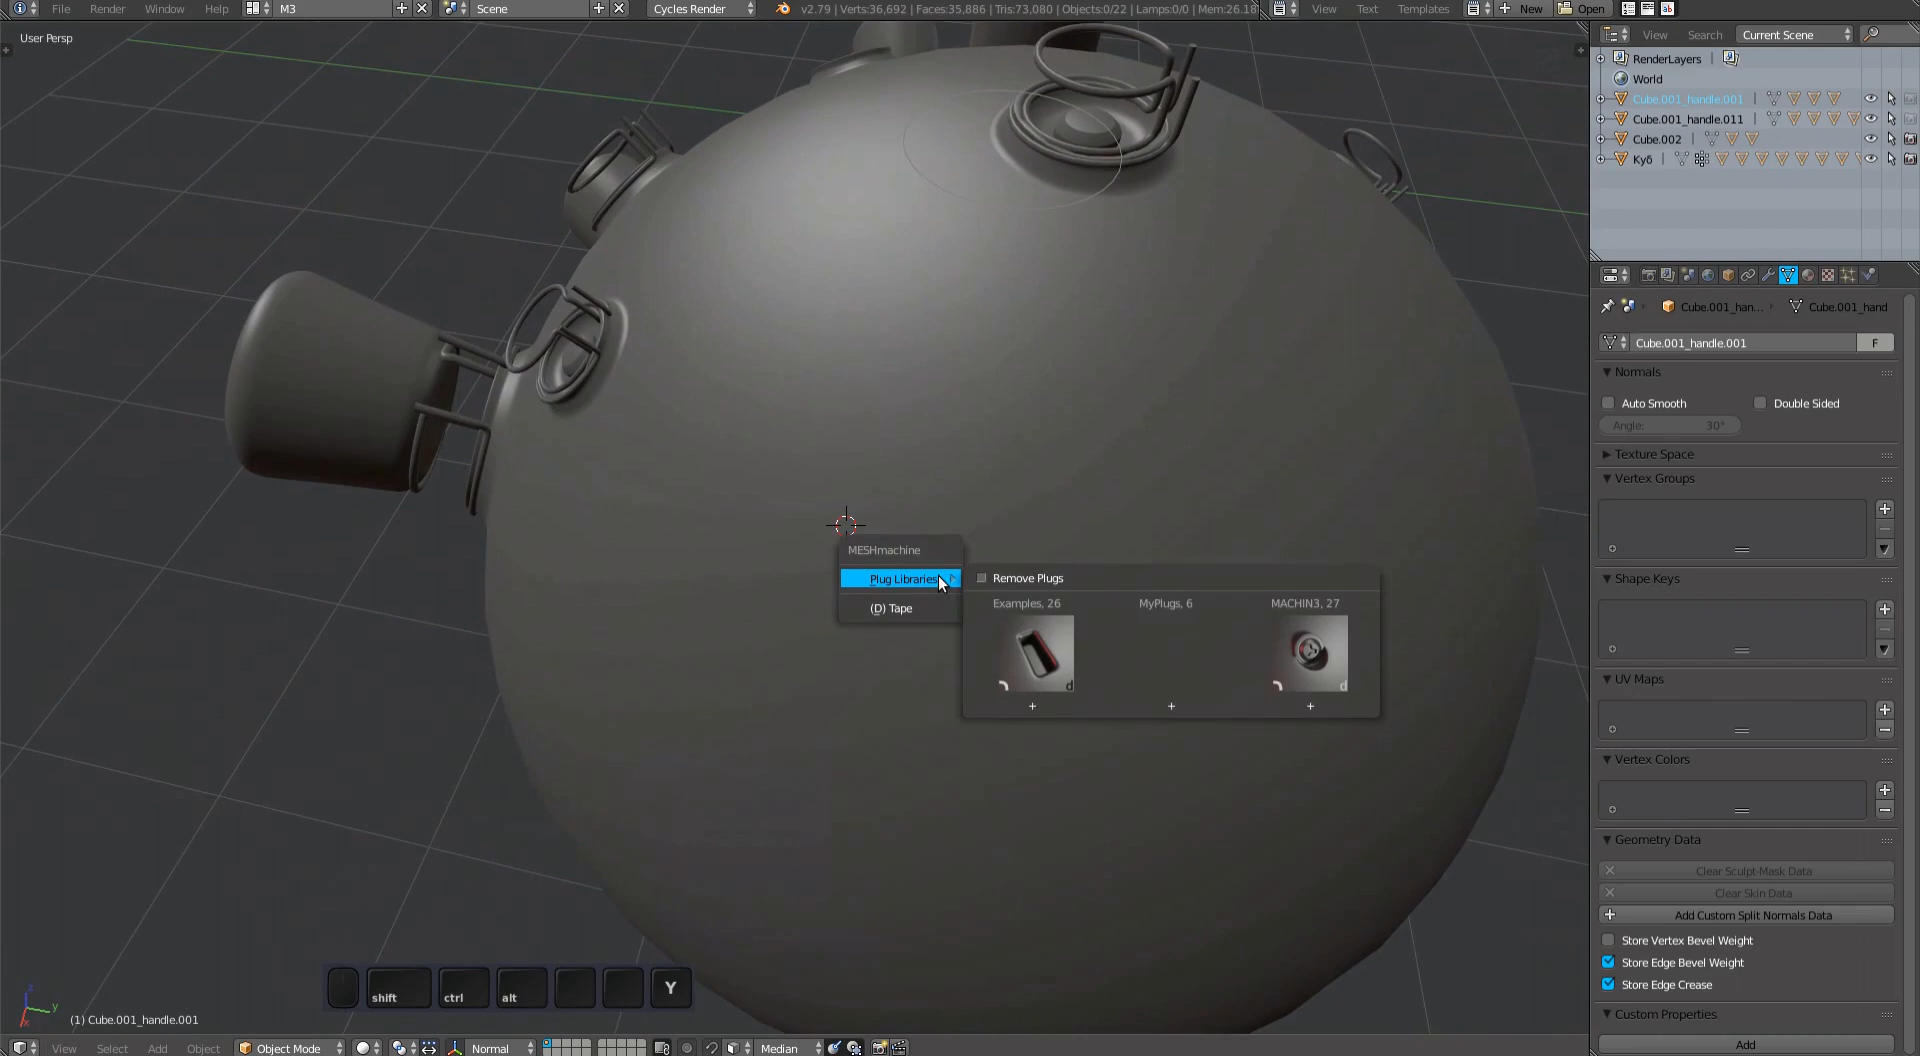 File Render Window Help M3 Scene Cycles Render v2.79 | Verts:36,692 | Faces:35,886 | Tris:73,080 | Objects:0/22 | Lamps:0/0 | Mem:26.18 View Text Templates New Open
User Persp
View Search Current Scene
RenderLayers |
World
Cube.001_handle.001 |
Cube.001_handle.011 |
Cube.002 |
Куб |
Cube.001_han... Cube.001_hand
Cube.001_handle.001 F
Normals
Auto Smooth Double Sided
Angle: 30°
Texture Space
Vertex Groups
Shape Keys
UV Maps
Vertex Colors
Geometry Data
Clear Sculpt-Mask Data
Clear Skin Data
Add Custom Split Normals Data
Store Vertex Bevel Weight
Store Edge Bevel Weight
Store Edge Crease
Custom Properties
Add
MESHmachine
Plug Libraries
(D) Tape
Remove Plugs
Examples, 26 MyPlugs, 6 MACHIN3, 27
d d
+ + +
shift ctrl alt Y
z y x
(1) Cube.001_handle.001
View Select Add Object Object Mode Normal Median